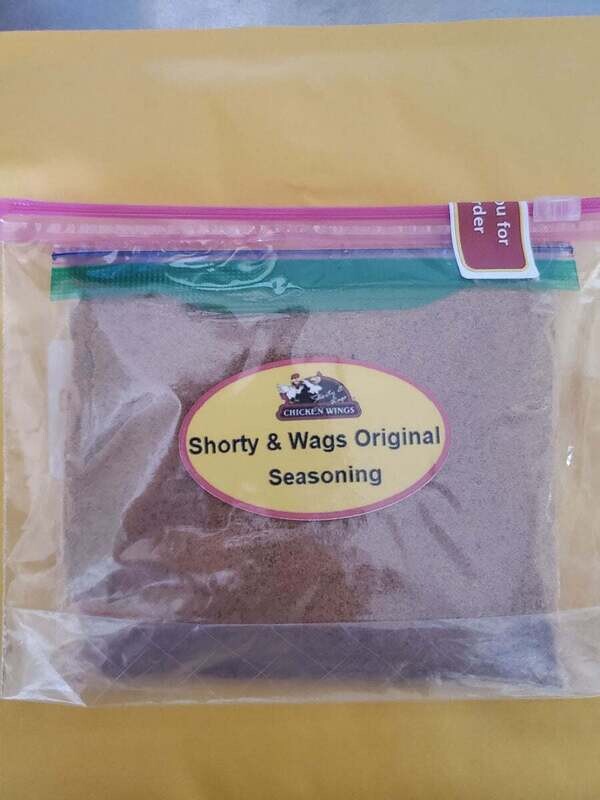 ou for
rder
CHICKEN WINGS
Shorty & Wags Original
Seasoning